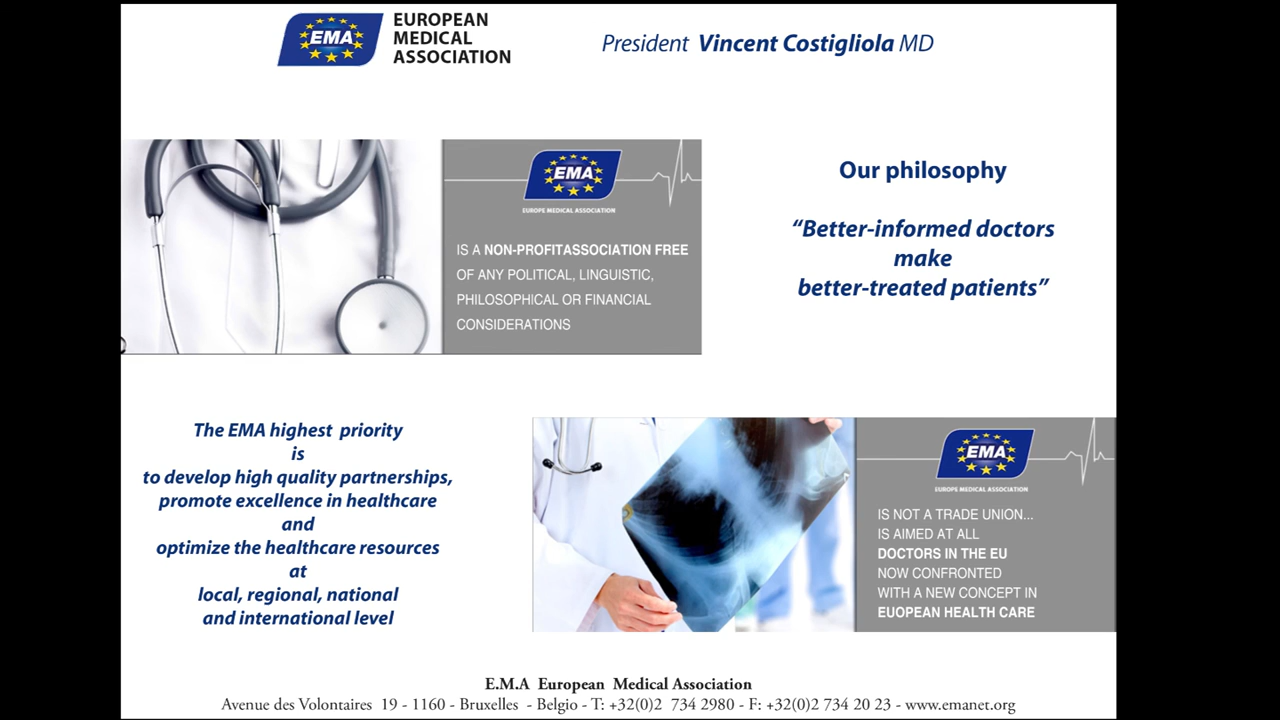 EMA
EUROPEAN
MEDICAL
ASSOCIATION
President Vincent Costigliola MD
EMA
EUROPE MEDICAL ASSOCIATION
IS A NON-PROFITASSOCIATION FREE
OF ANY POLITICAL, LINGUISTIC,
PHILOSOPHICAL OR FINANCIAL
CONSIDERATIONS
Our philosophy
“Better-informed doctors
make
better-treated patients”
The EMA highest priority
is
to develop high quality partnerships,
promote excellence in healthcare
and
optimize the healthcare resources
at
local, regional, national
and international level
EMA
EUROPE MEDICAL ASSOCIATION
IS NOT A TRADE UNION...
IS AIMED AT ALL
DOCTORS IN THE EU
NOW CONFRONTED
WITH A NEW CONCEPT IN
EUOPEAN HEALTH CARE
E.M.A European Medical Association
Avenue des Volontaires 19 - 1160 - Bruxelles - Belgio - T: +32(0)2 734 2980 - F: +32(0)2 734 20 23 - www.emanet.org